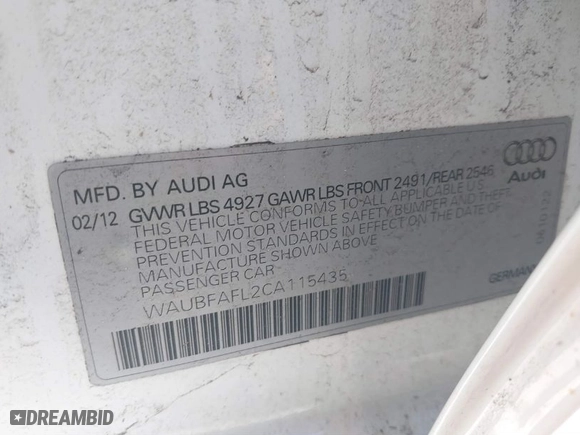 MFD. BY AUDI AG
02/12 GVWR LBS 4927 GAWR LBS FRONT 2491/REAR 2546
THIS VEHICLE CONFORMS TO ALL APPLICABLE U.S.
FEDERAL MOTOR VEHICLE SAFETY BUMPER AND THEFT
PREVENTION STANDARDS IN EFFECT ON THE DATE OF
MANUFACTURE SHOWN ABOVE
PASSENGER CAR
WAUBFAFL2CA115435
Audi
GERMANY
DREAMBID